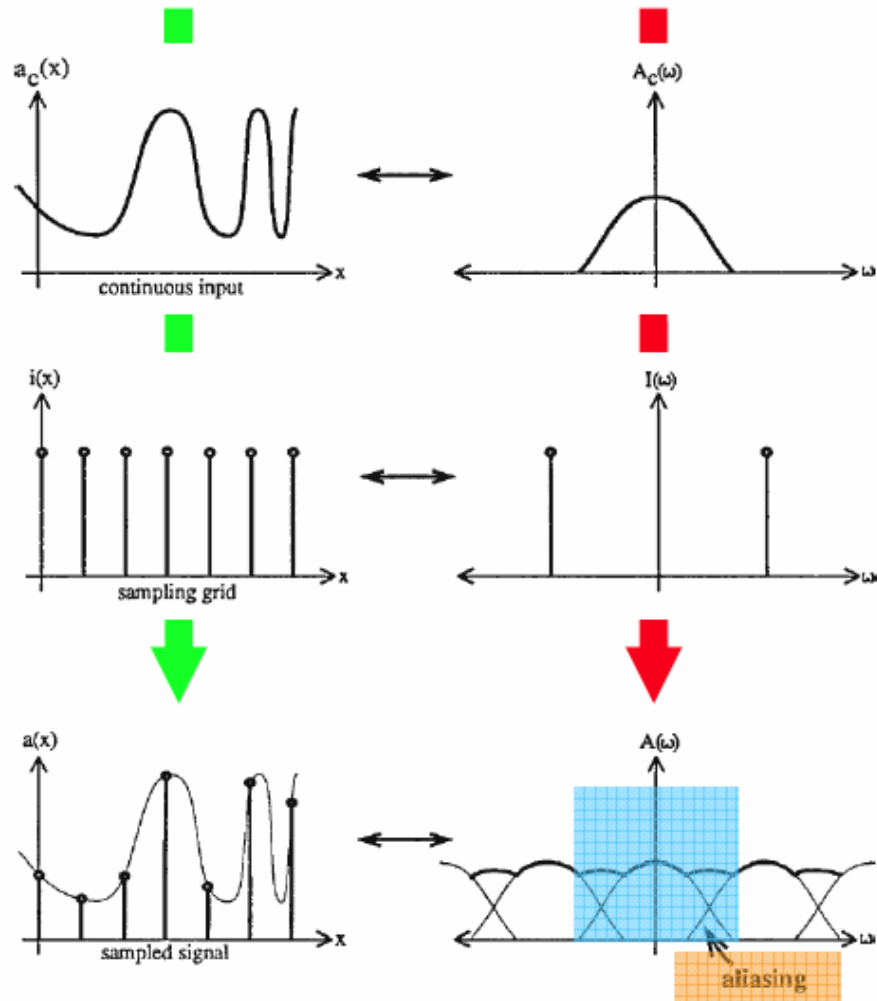 a_c(x)
A_c(ω)
x
continuous input
ω
i(x)
I(ω)
x
sampling grid
ω
a(x)
A(ω)
x
sampled signal
ω
aliasing